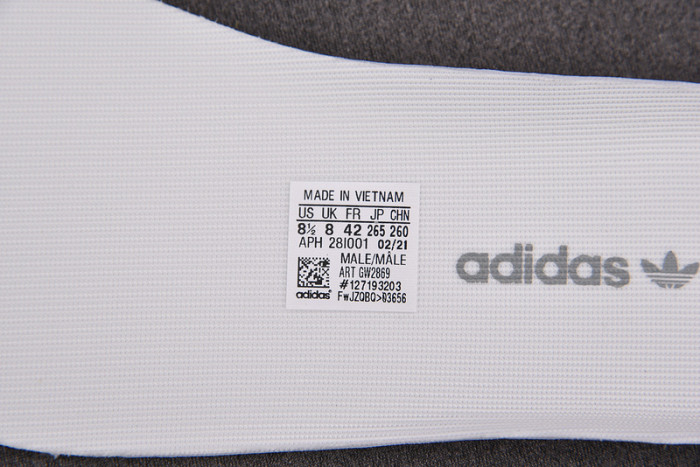 MADE IN VIETNAM
US UK FR JP CHN
8½ 8 42 265 260
APH 28I001 02/21
MALE/MÂLE
ART GW2869
#127193203
FwJZQBQ>03656
adidas
adidas